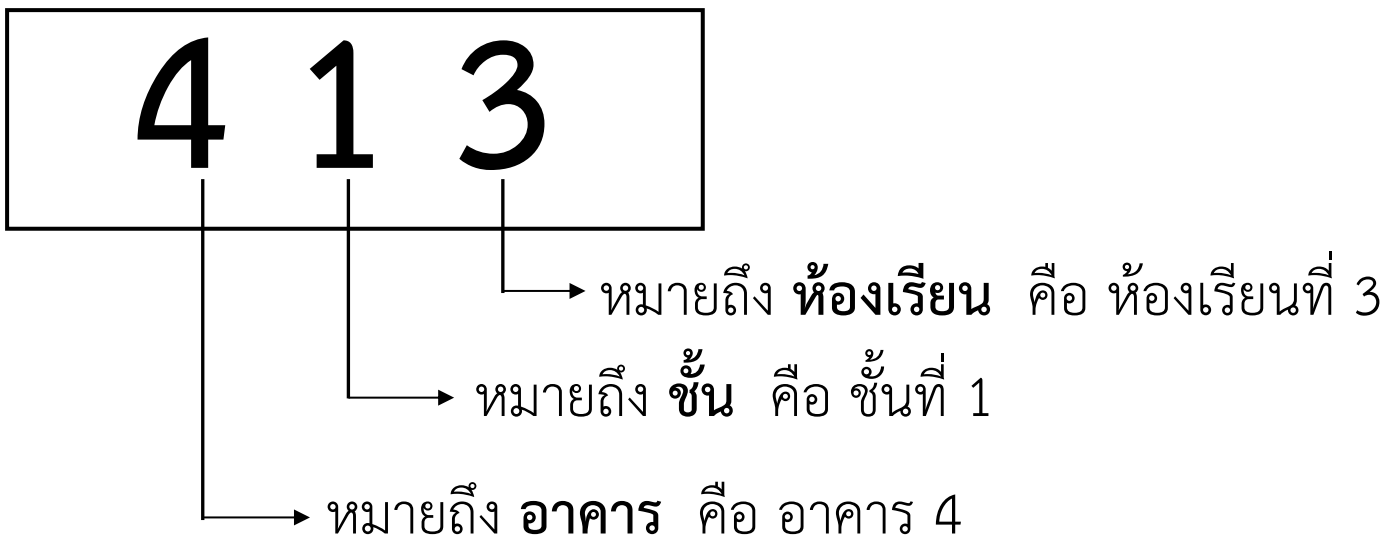 4 1 3
หมายถึง ห้องเรียน คือ ห้องเรียนที่ 3
หมายถึง ชั้น คือ ชั้นที่ 1
หมายถึง อาคาร คือ อาคาร 4